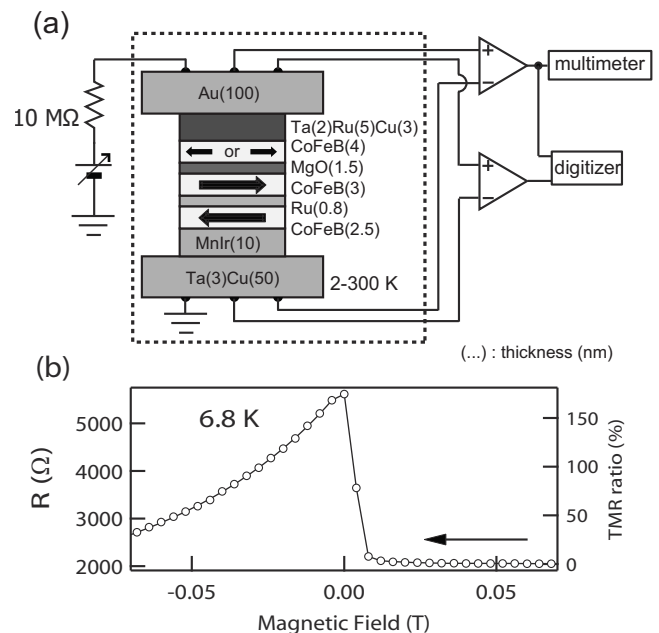 (a)
10 MΩ
Au(100)
Ta(2)Ru(5)Cu(3)
or
CoFeB(4)
MgO(1.5)
CoFeB(3)
Ru(0.8)
CoFeB(2.5)
MnIr(10)
Ta(3)Cu(50)
2-300 K
+
-
+
-
multimeter
digitizer
(...) : thickness (nm)
(b)
6.8 K
R (Ω)
5000
4000
3000
2000
TMR ratio (%)
150
100
50
0
-0.05
0.00
0.05
Magnetic Field (T)